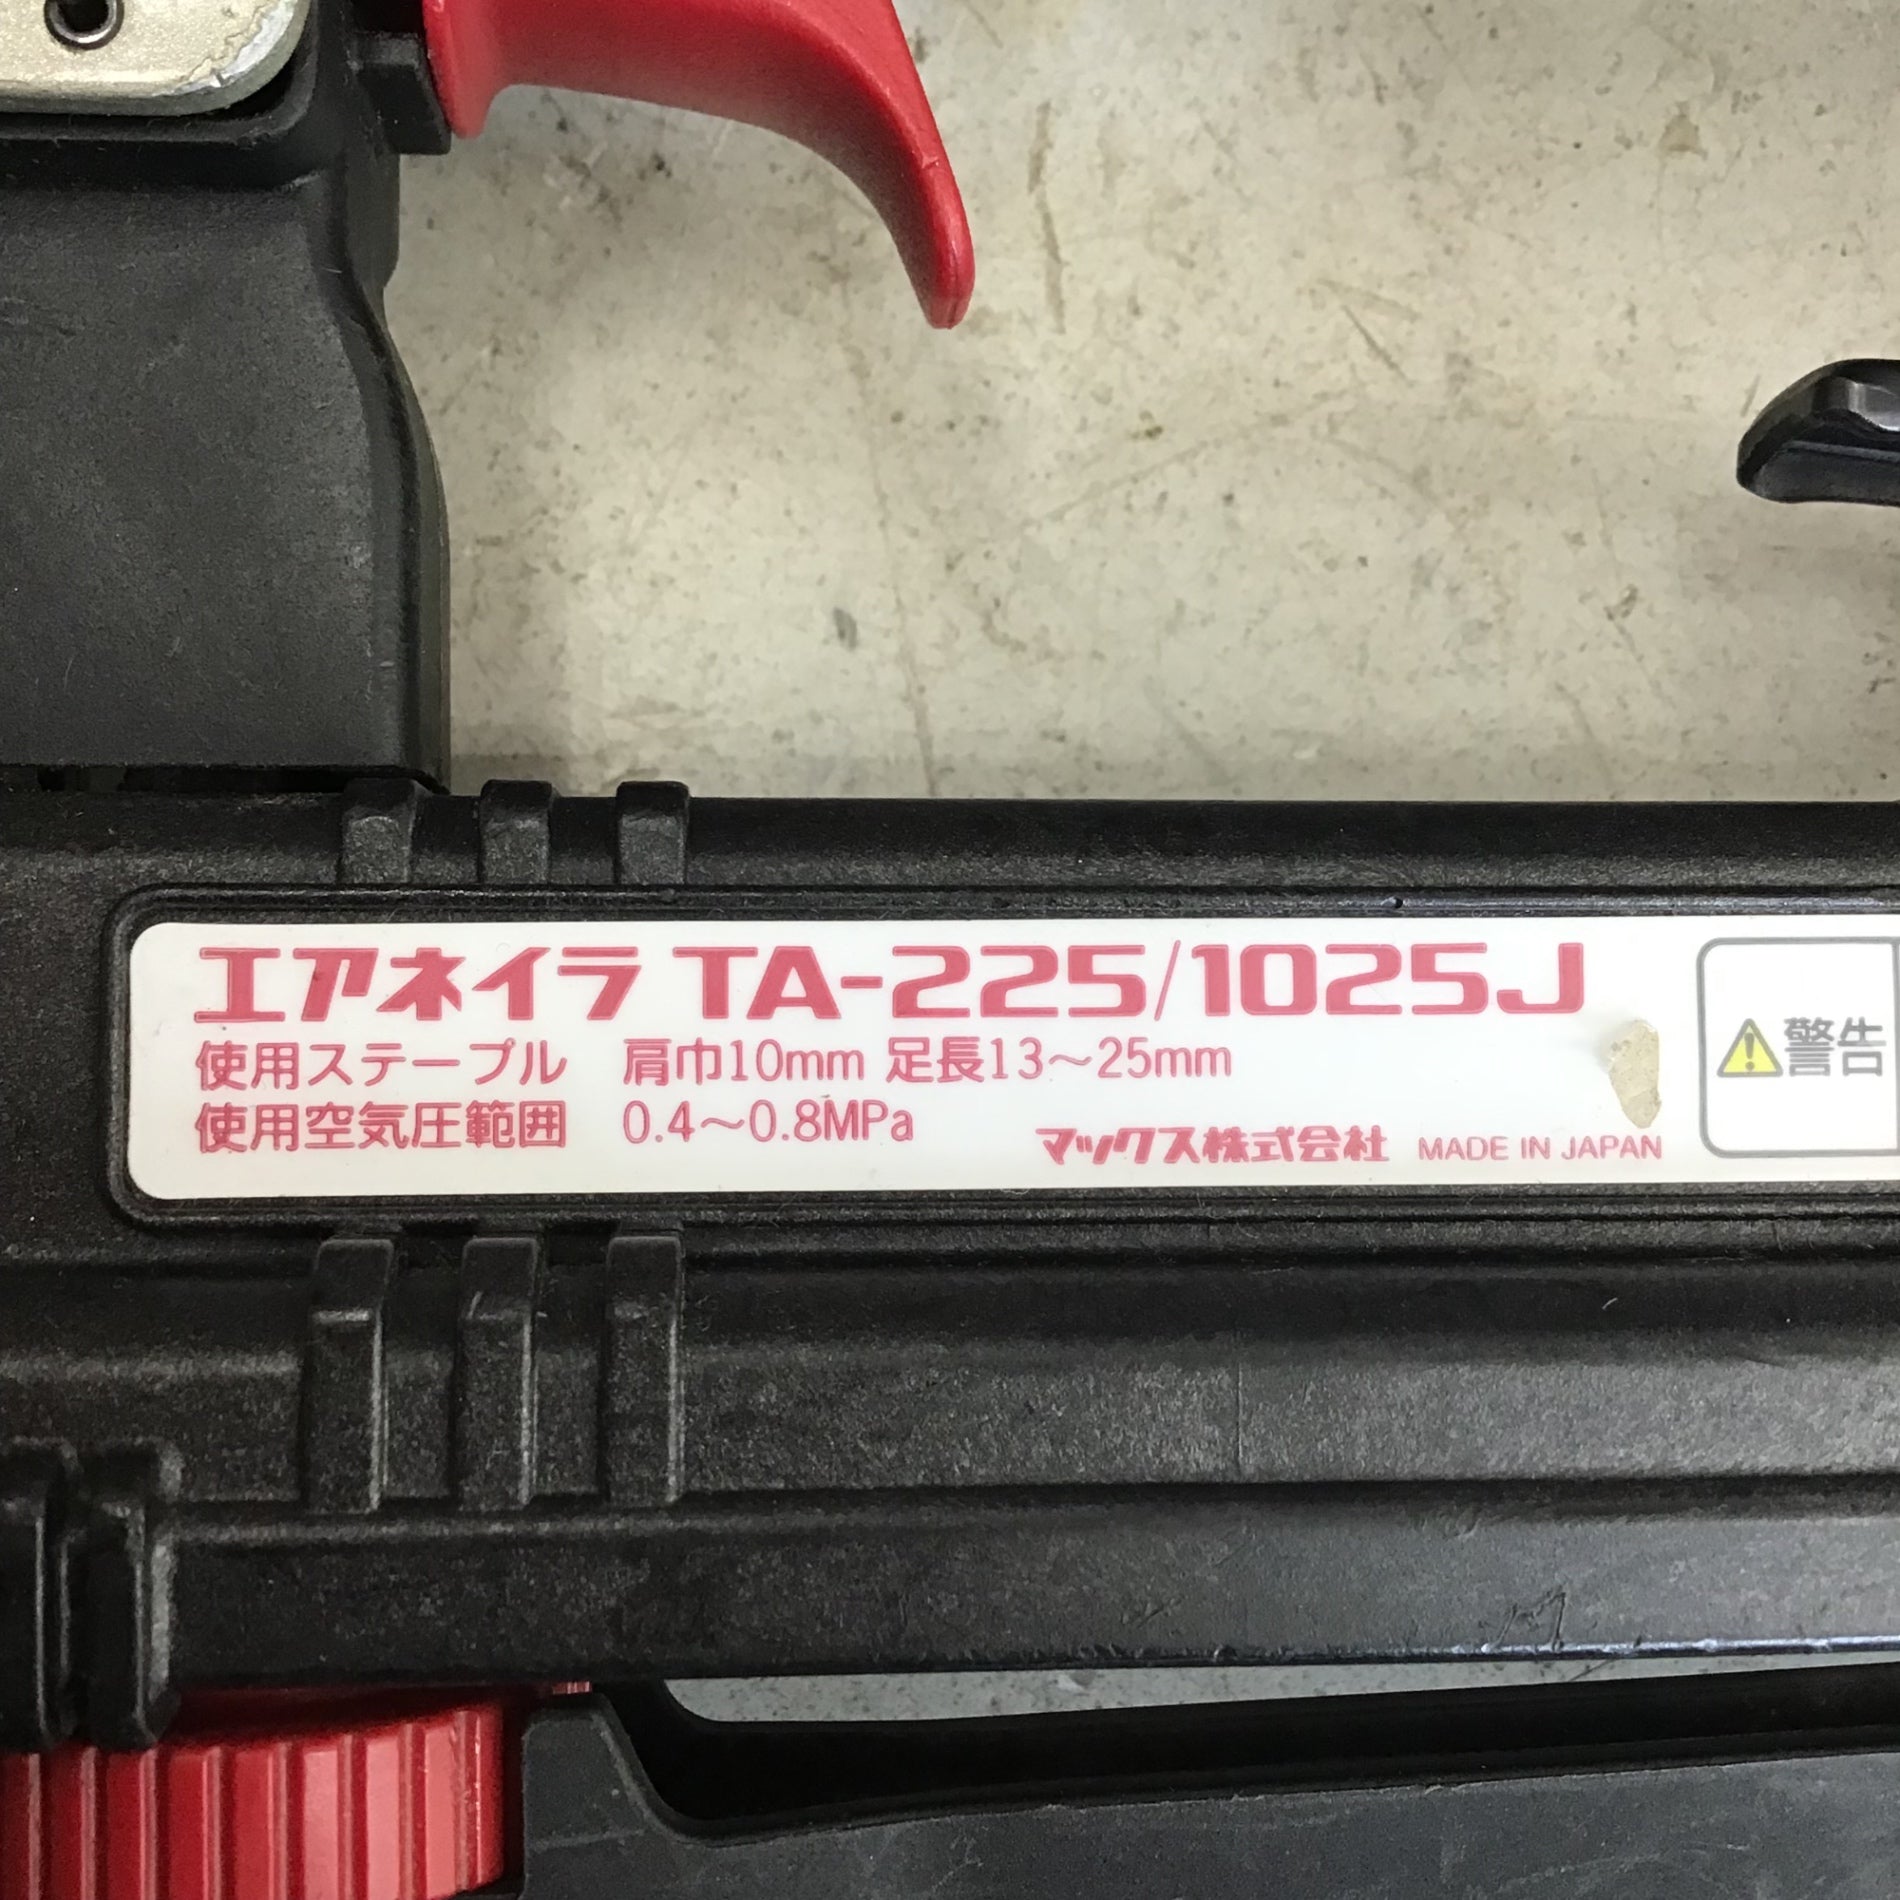 エアネイラ TA-225/1025J
使用ステープル 肩巾10mm 足長13～25mm
使用空気圧範囲 0.4～0.8MPa
マックス株式会社 MADE IN JAPAN
警告